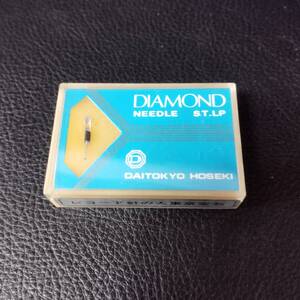 DIAMOND
NEEDLE ST.LP
D
DAITOKYO HOSEKI